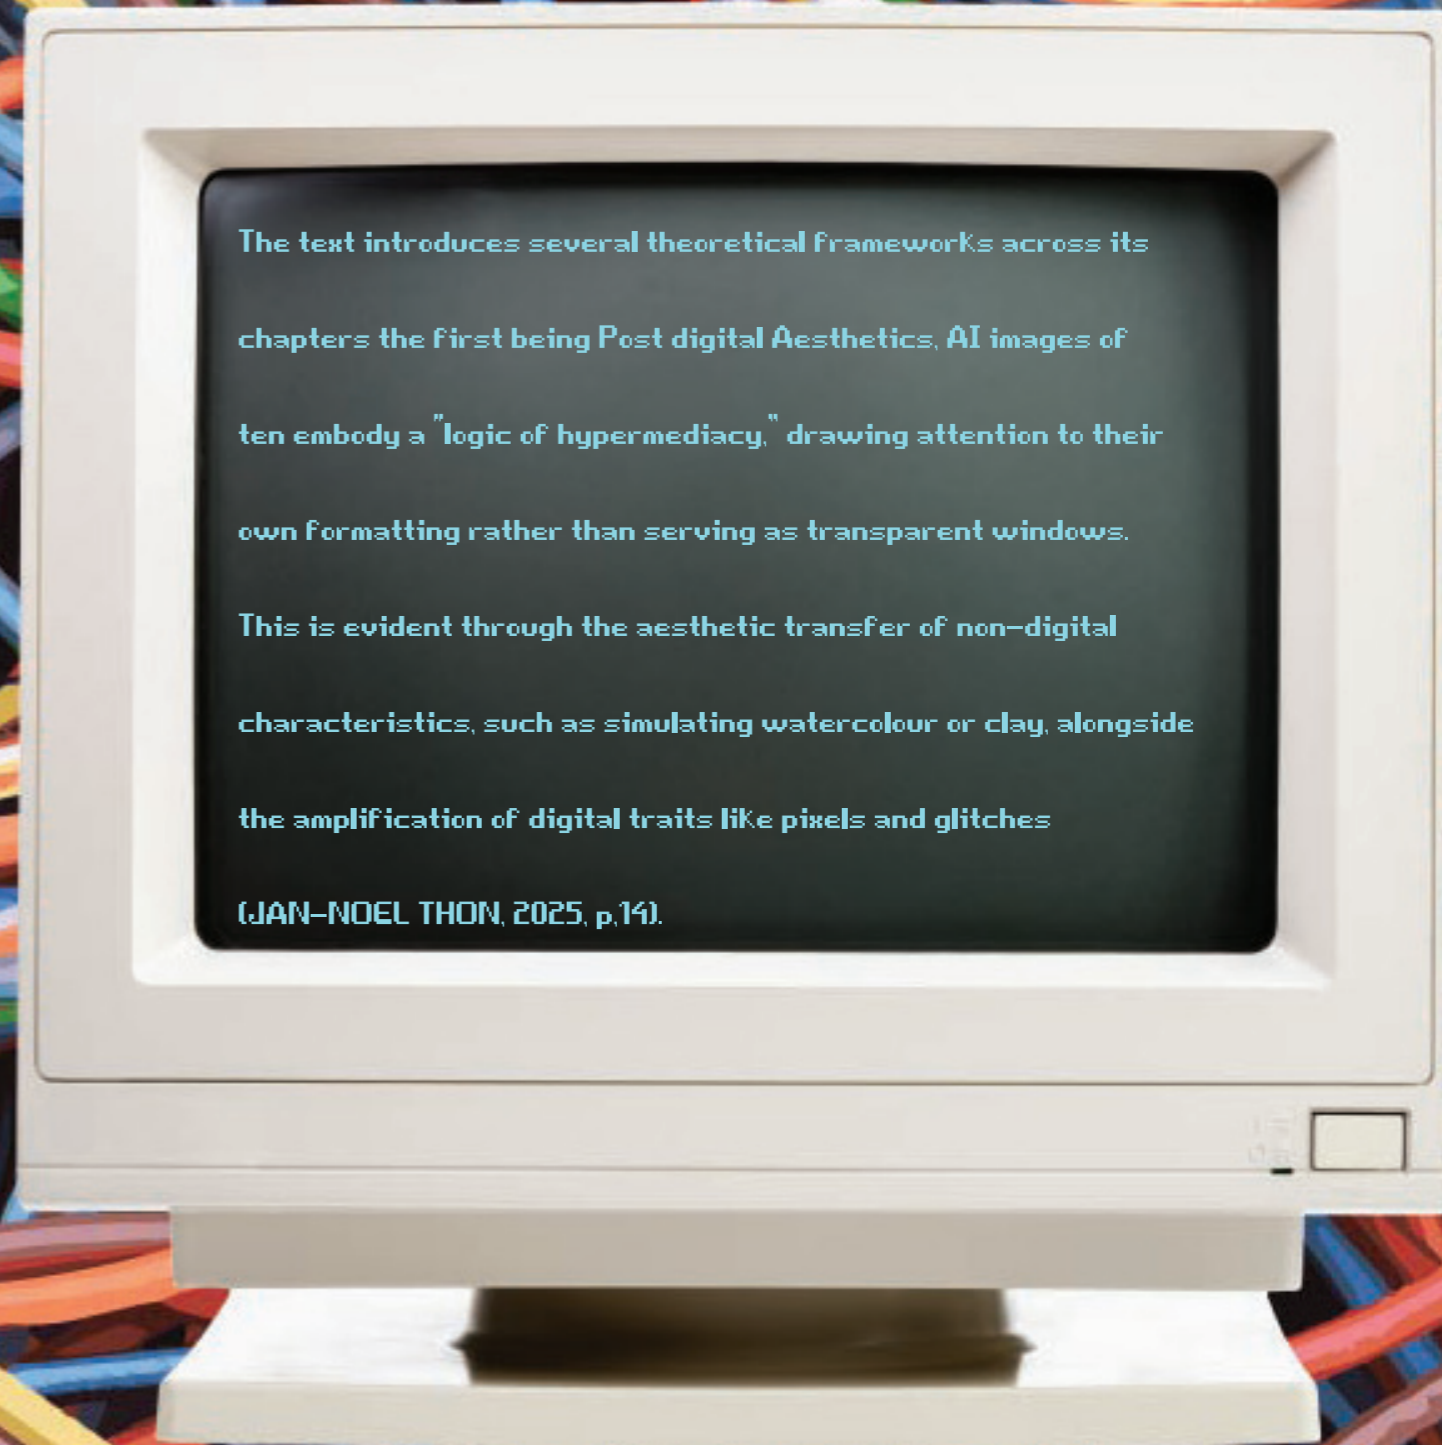 The text introduces several theoretical frameworks across its
chapters the first being Post digital Aesthetics, AI images of
ten embody a "logic of hypermediacy," drawing attention to their
own formatting rather than serving as transparent windows.
This is evident through the aesthetic transfer of non-digital
characteristics, such as simulating watercolour or clay, alongside
the amplification of digital traits like pixels and glitches
(JAN-NOEL THON, 2025, p,14).